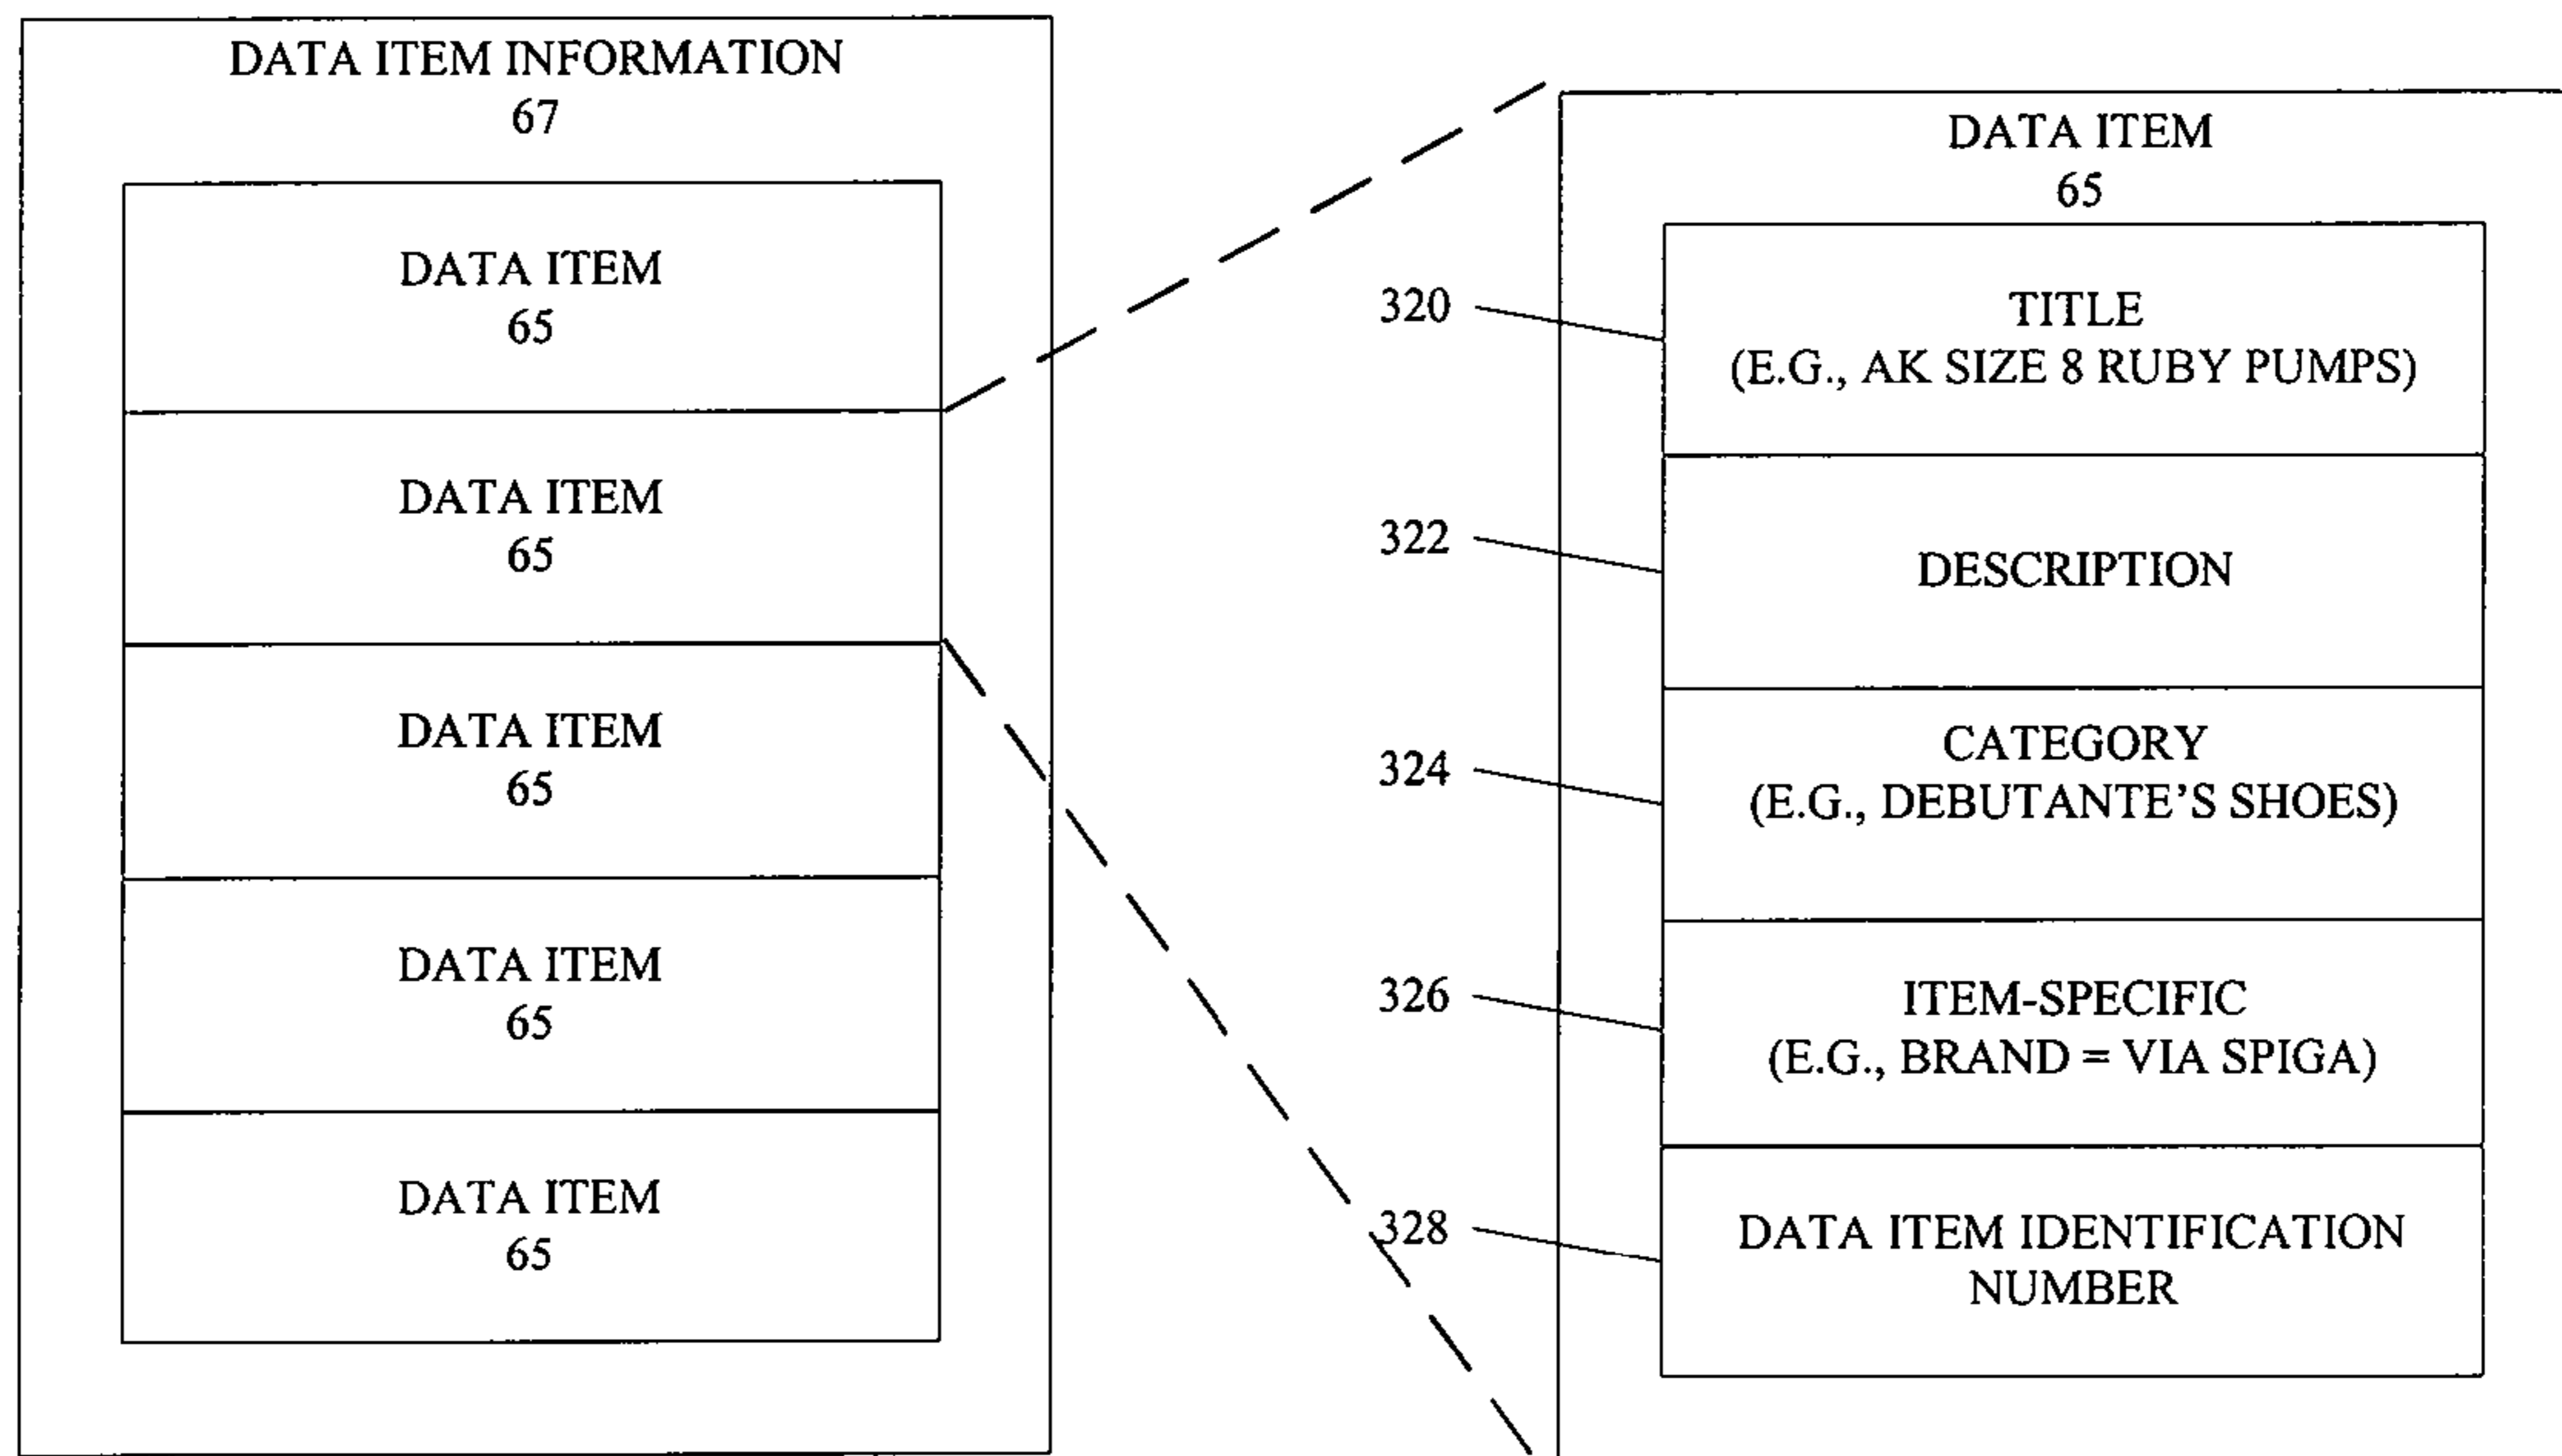 DATA ITEM INFORMATION
67
DATA ITEM
65
DATA ITEM
65
DATA ITEM
65
DATA ITEM
65
DATA ITEM
65
DATA ITEM
65
320
TITLE
(E.G., AK SIZE 8 RUBY PUMPS)
322
DESCRIPTION
324
CATEGORY
(E.G., DEBUTANTE'S SHOES)
326
ITEM-SPECIFIC
(E.G., BRAND = VIA SPIGA)
328
DATA ITEM IDENTIFICATION
NUMBER